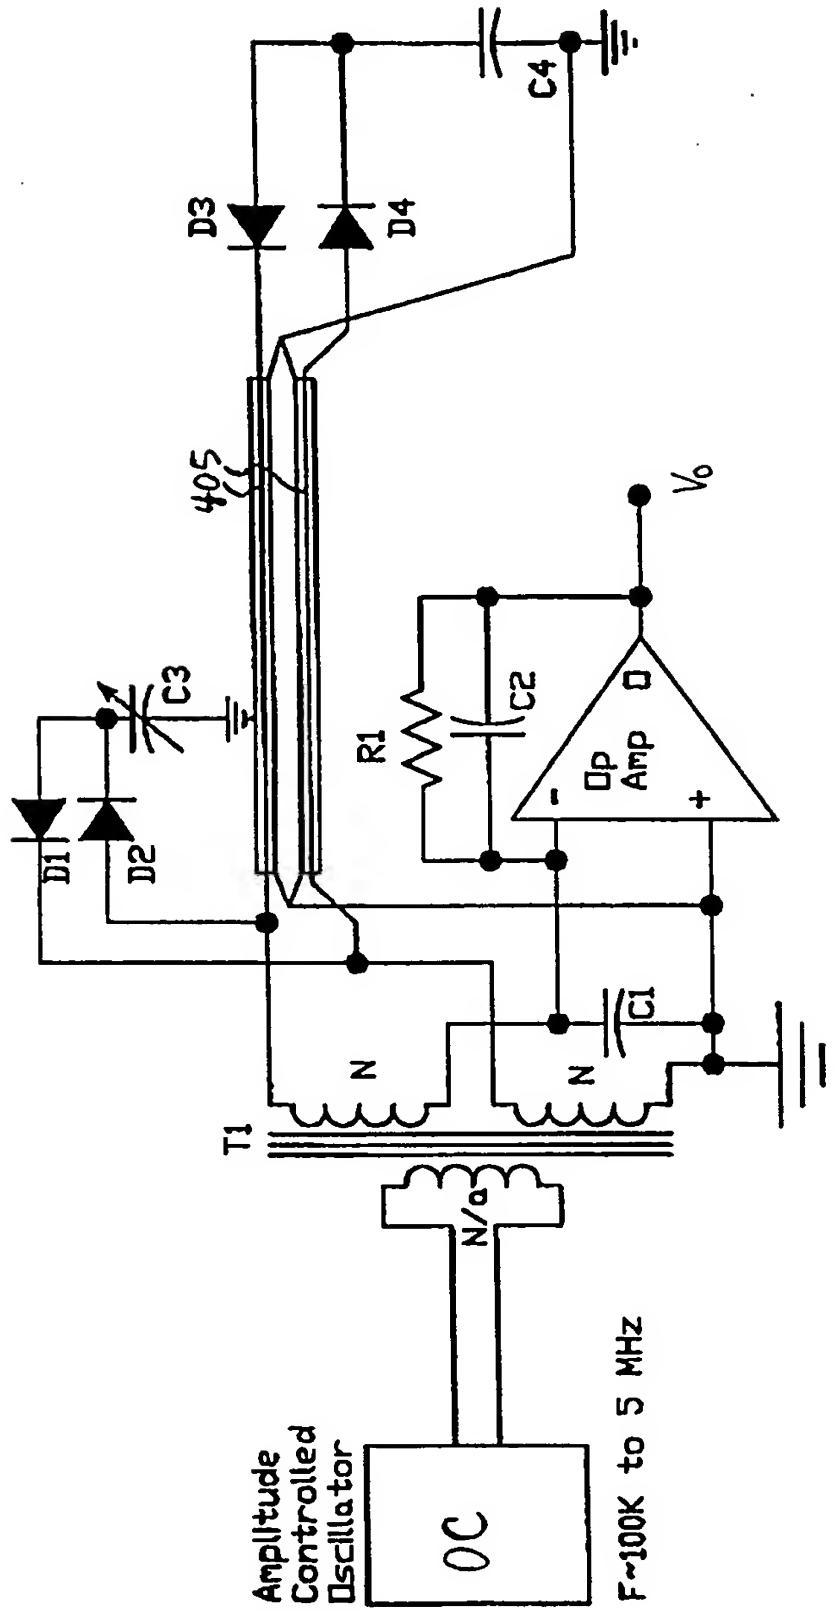 Amplitude
Controlled
Oscillator
OC
F~100K to 5 MHz
T1
N/a
N
N
D1
D2
C3
405
D3
D4
C4
R1
C2
C1
-
+
Op
Amp
O
V0